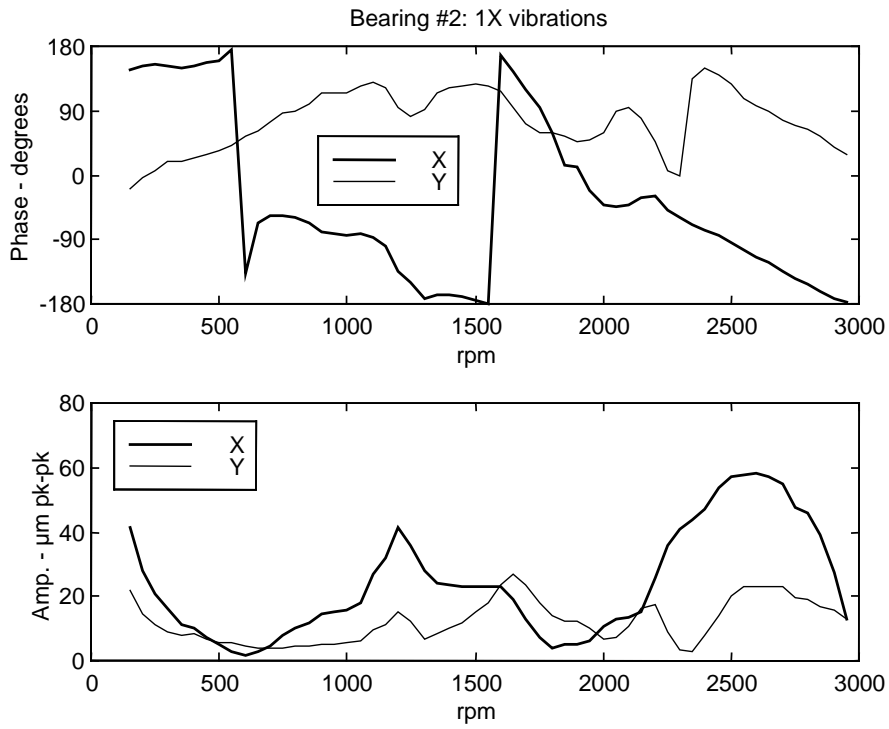 Bearing #2: 1X vibrations
Phase - degrees
180
90
0
-90
-180
X
Y
0 500 1000 1500 2000 2500 3000
rpm
Amp. - µm pk-pk
80
60
40
20
0
X
Y
0 500 1000 1500 2000 2500 3000
rpm